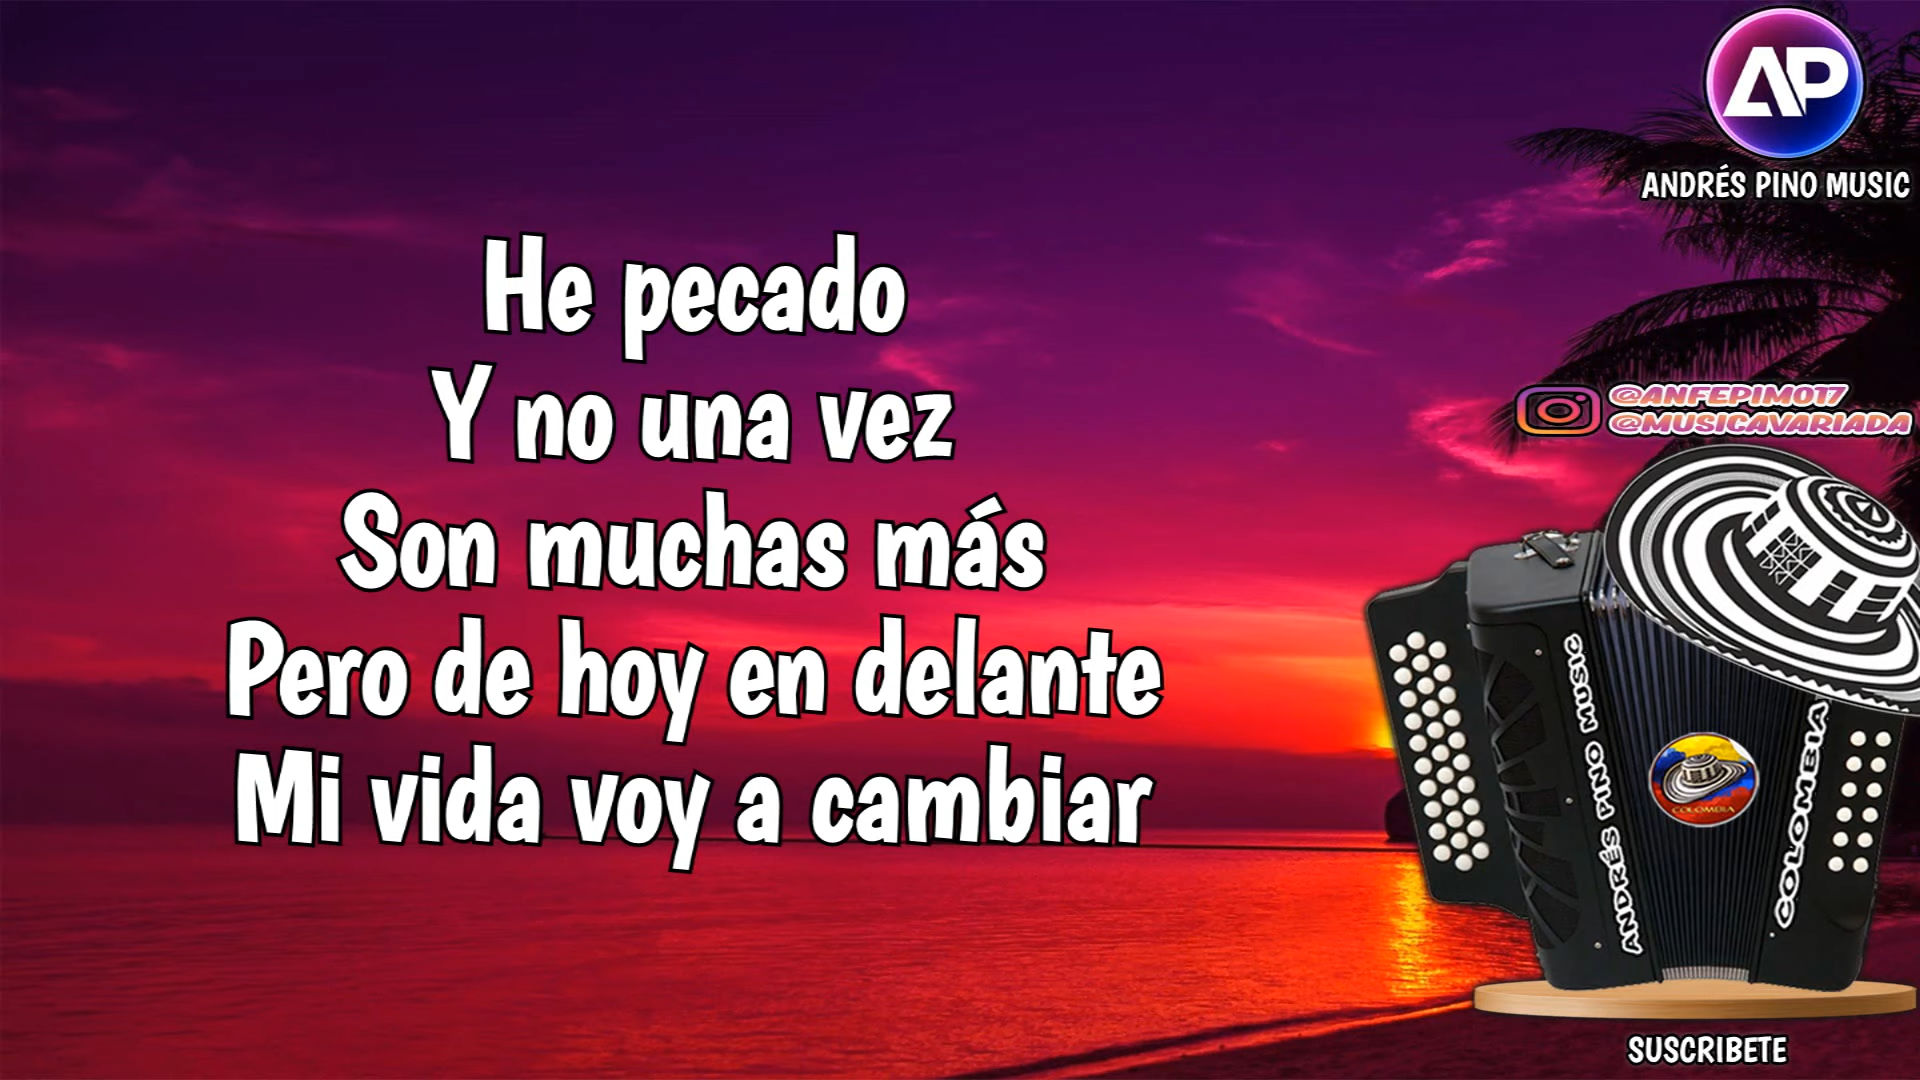 AP
ANDRÉS PINO MUSIC
He pecado
Y no una vez
Son muchas más
Pero de hoy en delante
Mi vida voy a cambiar
@ANFEPIMO17
@MUSICAVARIADA
ANDRÉS PINO MUSIC
COLOMBIA
COLOMBIA
SUSCRIBETE